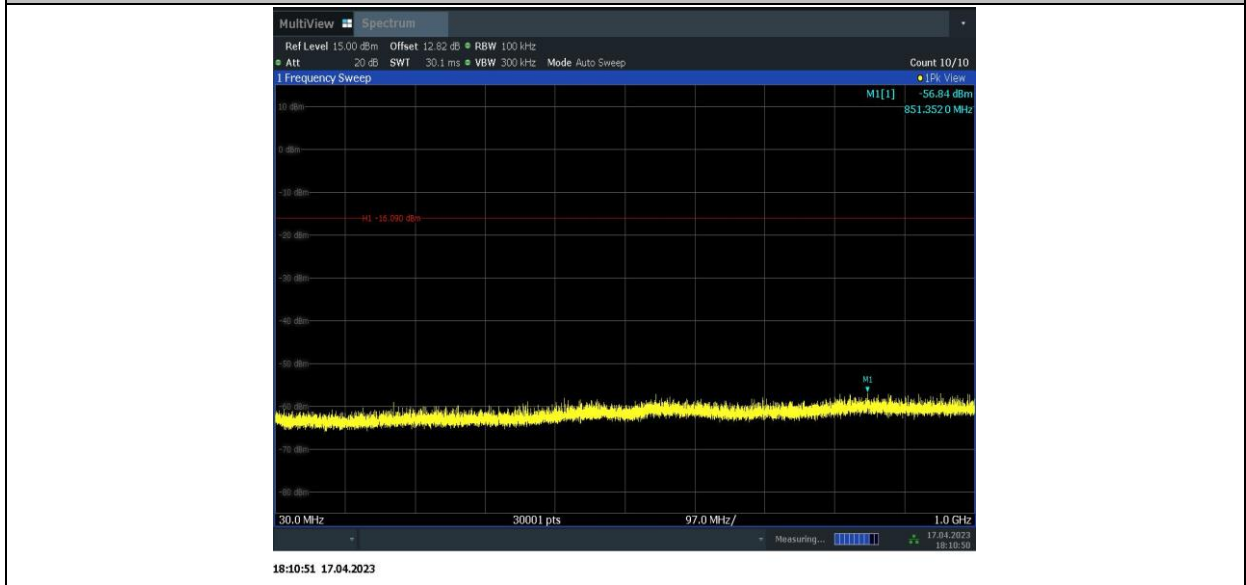 MultiView Spectrum
Ref Level 15.00 dBm Offset 12.82 dB RBW 100 kHz
Att 20 dB SWT 30.1 ms VBW 300 kHz Mode Auto Sweep Count 10/10
1 Frequency Sweep 1Pk View
M1[1] -56.84 dBm
10 dBm
851.3520 MHz
0 dBm
-10 dBm
H1 -16.090 dBm
-20 dBm
-30 dBm
-40 dBm
-50 dBm
M1
-60 dBm
-70 dBm
-80 dBm
30.0 MHz 30001 pts 97.0 MHz/ 1.0 GHz
Measuring... 17.04.2023
18:10:50
18:10:51 17.04.2023